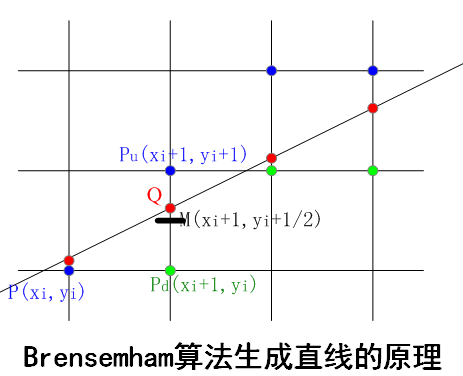 Pu(xi+1,yi+1)
Q
M(xi+1,yi+1/2)
P(xi,yi)
Pd(xi+1,yi)
Brensemham算法生成直线的原理